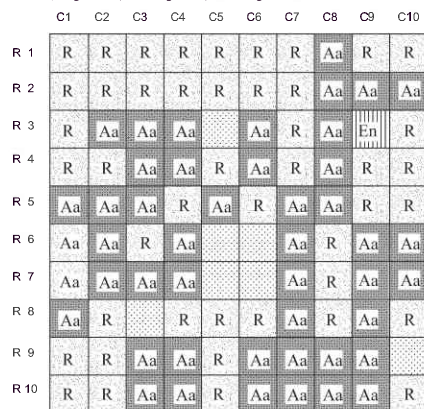 C1 C2 C3 C4 C5 C6 C7 C8 C9 C10
R 1 R R R R R R R Aa R R
R 2 R R R R R R R Aa Aa Aa
R 3 R Aa Aa Aa Aa R Aa En R
R 4 R R Aa Aa R Aa R Aa R R
R 5 Aa Aa Aa R Aa R Aa Aa R R
R 6 Aa Aa R Aa Aa R Aa Aa
R 7 Aa Aa Aa Aa Aa R Aa Aa
R 8 Aa R R R R Aa R Aa R
R 9 R R Aa Aa R Aa Aa Aa Aa
R 10 R R Aa Aa R Aa Aa Aa Aa R